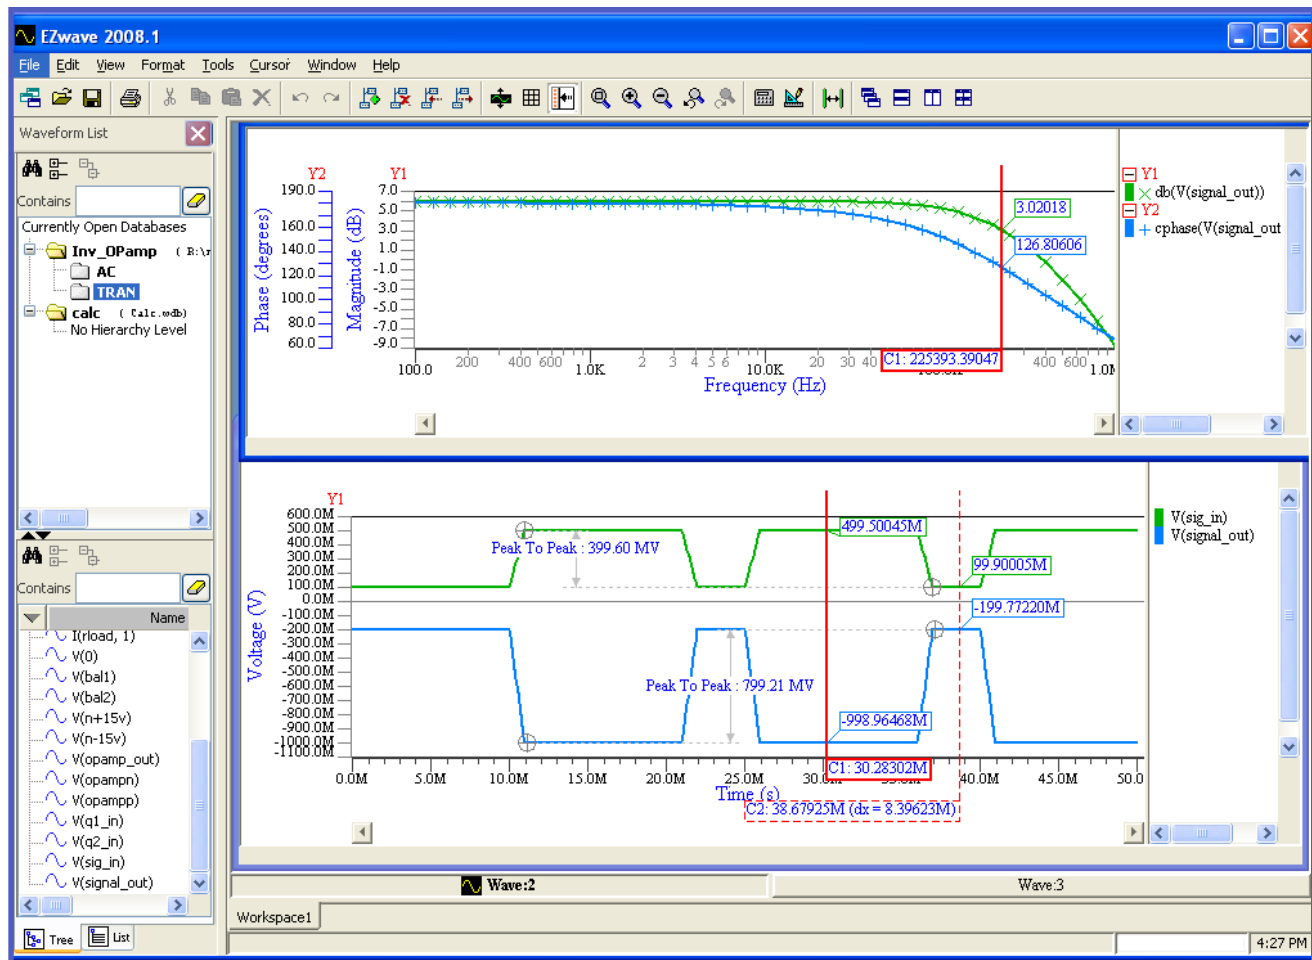 EZwave 2008.1
File Edit View Format Tools Cursor Window Help
Waveform List
Contains
Currently Open Databases
Inv_OPamp ( R:\r
AC
TRAN
calc ( Calc.wdb)
No Hierarchy Level
Contains
Name
I(rload, 1)
V(0)
V(bal1)
V(bal2)
V(n+15v)
V(n-15v)
V(opamp_out)
V(opampn)
V(opampp)
V(q1_in)
V(q2_in)
V(sig_in)
V(signal_out)
Tree List
Y2 Y1
Phase (degrees)
190.0
160.0
140.0
120.0
100.0
80.0
60.0
Magnitude (dB)
7.0
5.0
3.0
1.0
-1.0
-3.0
-5.0
-7.0
-9.0
3.02018
126.80606
C1: 225393.39047
100.0 200 400 600 1.0K 2 3 4 5 6 10.0K 20 30 40 400 600 1.0M
Frequency (Hz)
Y1
db(V(signal_out))
Y2
cphase(V(signal_out
Y1
Voltage (V)
600.0M
500.0M
400.0M
300.0M
200.0M
100.0M
0.0M
-100.0M
-200.0M
-300.0M
-400.0M
-500.0M
-600.0M
-700.0M
-800.0M
-900.0M
-1000.0M
-1100.0M
Peak To Peak : 399.60 MV
499.50045M
99.90005M
-199.77220M
Peak To Peak : 799.21 MV
-998.96468M
C1: 30.28302M
0.0M 5.0M 10.0M 15.0M 20.0M 25.0M 30.0M 35.0M 40.0M 45.0M 50.0
Time (s)
C2: 38.67925M (dx = 8.39623M)
V(sig_in)
V(signal_out)
Wave:2 Wave:3
Workspace1
4:27 PM